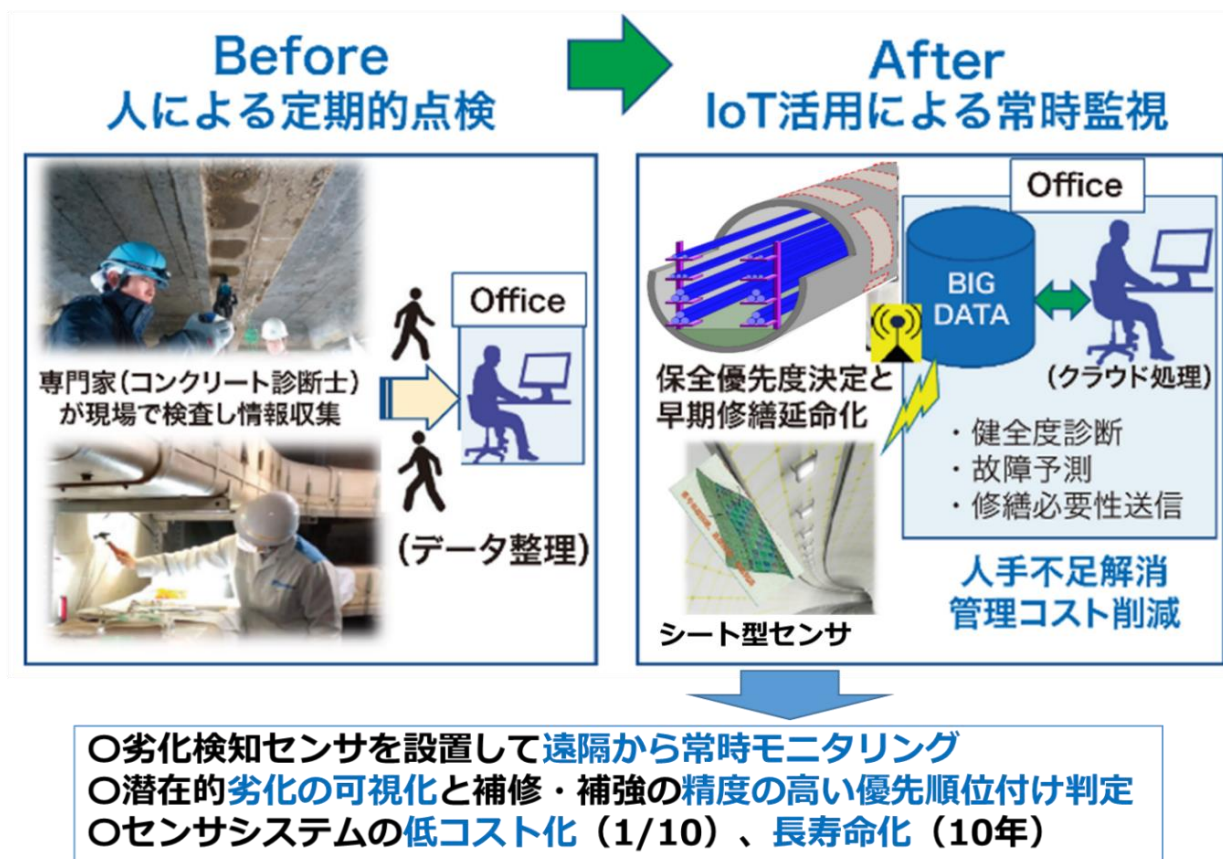 Before
人による定期的点検
After
IoT活用による常時監視
専門家(コンクリート診断士)
が現場で検査し情報収集
Office
(データ整理)
保全優先度決定と
早期修繕延命化
シート型センサ
Office
BIG
DATA
(クラウド処理)
・健全度診断
・故障予測
・修繕必要性送信
人手不足解消
管理コスト削減
〇劣化検知センサを設置して遠隔から常時モニタリング
〇潜在的劣化の可視化と補修・補強の精度の高い優先順位付け判定
〇センサシステムの低コスト化（1/10）、長寿命化（10年）